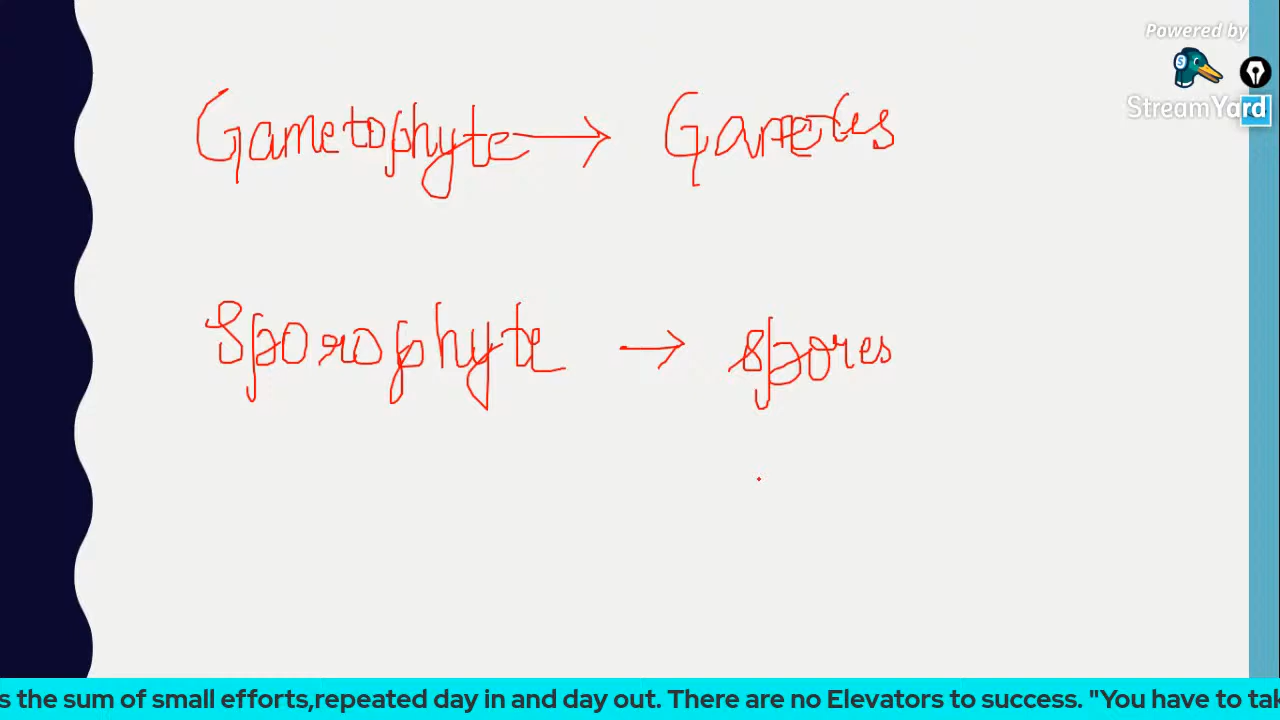 Powered by
StreamYard
Gametophyte → Gametes
Sporophyte → spores
s the sum of small efforts,repeated day in and day out. There are no Elevators to success. "You have to tak